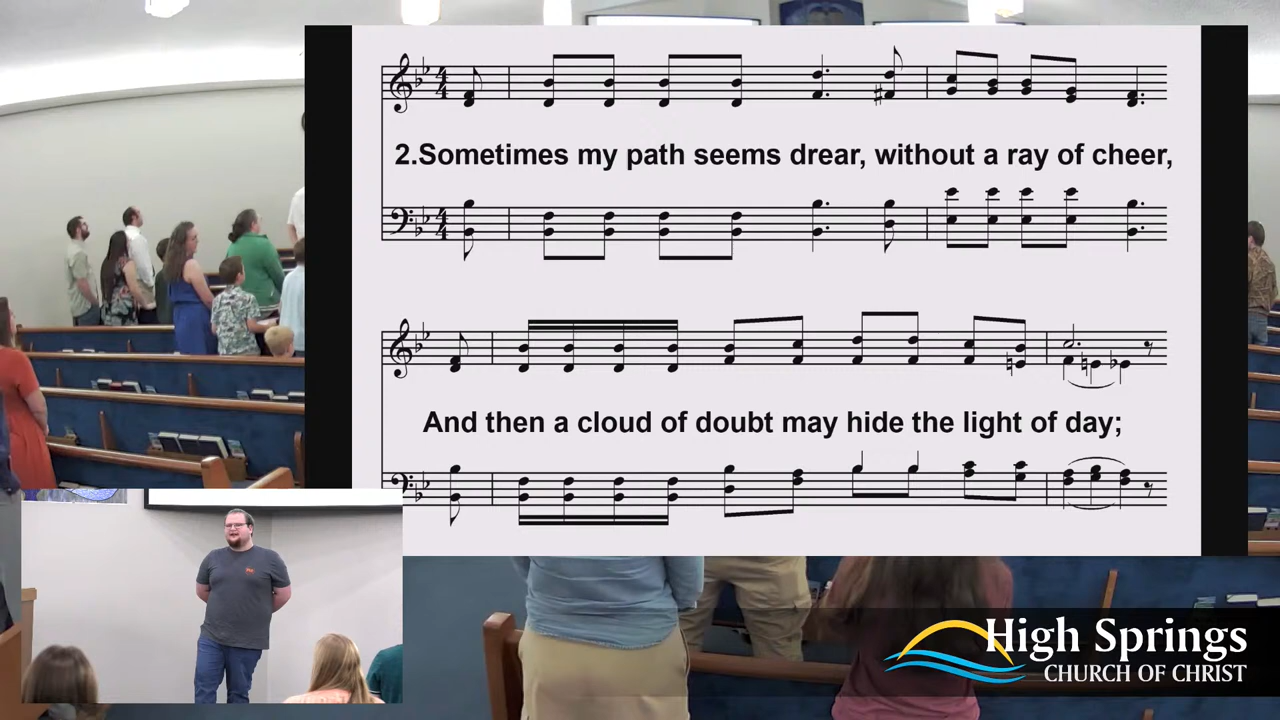 2.Sometimes my path seems drear, without a ray of cheer,
And then a cloud of doubt may hide the light of day;
High Springs
CHURCH OF CHRIST